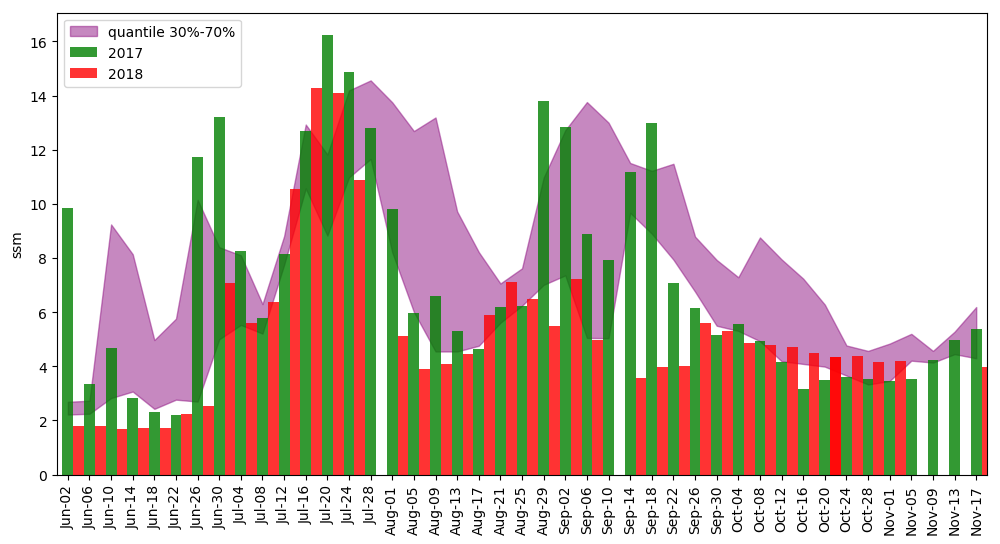 quantile 30%-70%
2017
2018
ssm
16
14
12
10
8
6
4
2
0
Jun-02
Jun-06
Jun-10
Jun-14
Jun-18
Jun-22
Jun-26
Jun-30
Jul-04
Jul-08
Jul-12
Jul-16
Jul-20
Jul-24
Jul-28
Aug-01
Aug-05
Aug-09
Aug-13
Aug-17
Aug-21
Aug-25
Aug-29
Sep-02
Sep-06
Sep-10
Sep-14
Sep-18
Sep-22
Sep-26
Sep-30
Oct-04
Oct-08
Oct-12
Oct-16
Oct-20
Oct-24
Oct-28
Nov-01
Nov-05
Nov-09
Nov-13
Nov-17